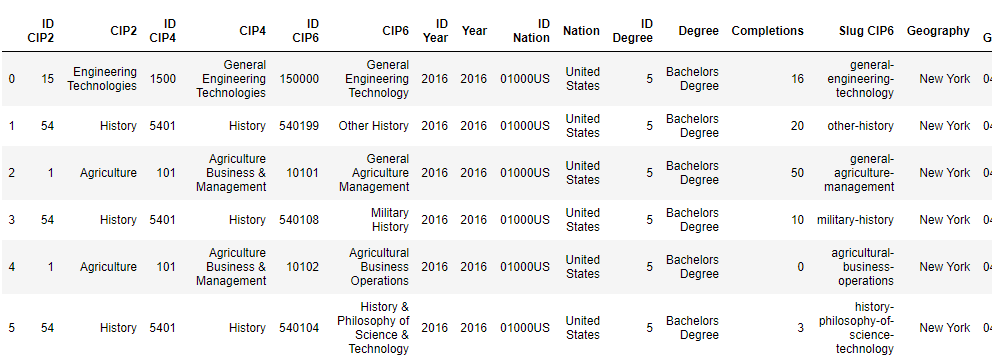 ID CIP2 CIP2 ID CIP4 CIP4 ID CIP6 CIP6 ID Year Year ID Nation Nation ID Degree Degree Completions Slug CIP6 Geography G
0 15 Engineering Technologies 1500 General Engineering Technologies 150000 General Engineering Technology 2016 2016 01000US United States 5 Bachelors Degree 16 general-engineering-technology New York 04
1 54 History 5401 History 540199 Other History 2016 2016 01000US United States 5 Bachelors Degree 20 other-history New York 04
2 1 Agriculture 101 Agriculture Business & Management 10101 General Agriculture Management 2016 2016 01000US United States 5 Bachelors Degree 50 general-agriculture-management New York 04
3 54 History 5401 History 540108 Military History 2016 2016 01000US United States 5 Bachelors Degree 10 military-history New York 04
4 1 Agriculture 101 Agriculture Business & Management 10102 Agricultural Business Operations 2016 2016 01000US United States 5 Bachelors Degree 0 agricultural-business-operations New York 04
5 54 History 5401 History 540104 History & Philosophy of Science & Technology 2016 2016 01000US United States 5 Bachelors Degree 3 history-philosophy-of-science-technology New York 04